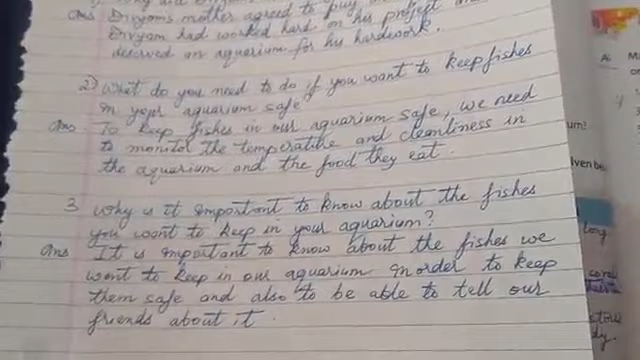 Ans Divyam's mother agreed to buy
Divyam had worked hard on his project
deserved an aquarium for his hardwork.
2) What do you need to do if you want to keep fishes
in your aquarium safe?
Ans To keep fishes in our aquarium safe, we need
to monitor the temperature and cleanliness in
the aquarium and the food they eat.
3 Why is it important to know about the fishes
you want to keep in your aquarium?
Ans It is important to know about the fishes we
want to keep in our aquarium in order to keep
them safe and also to be able to tell our
friends about it.